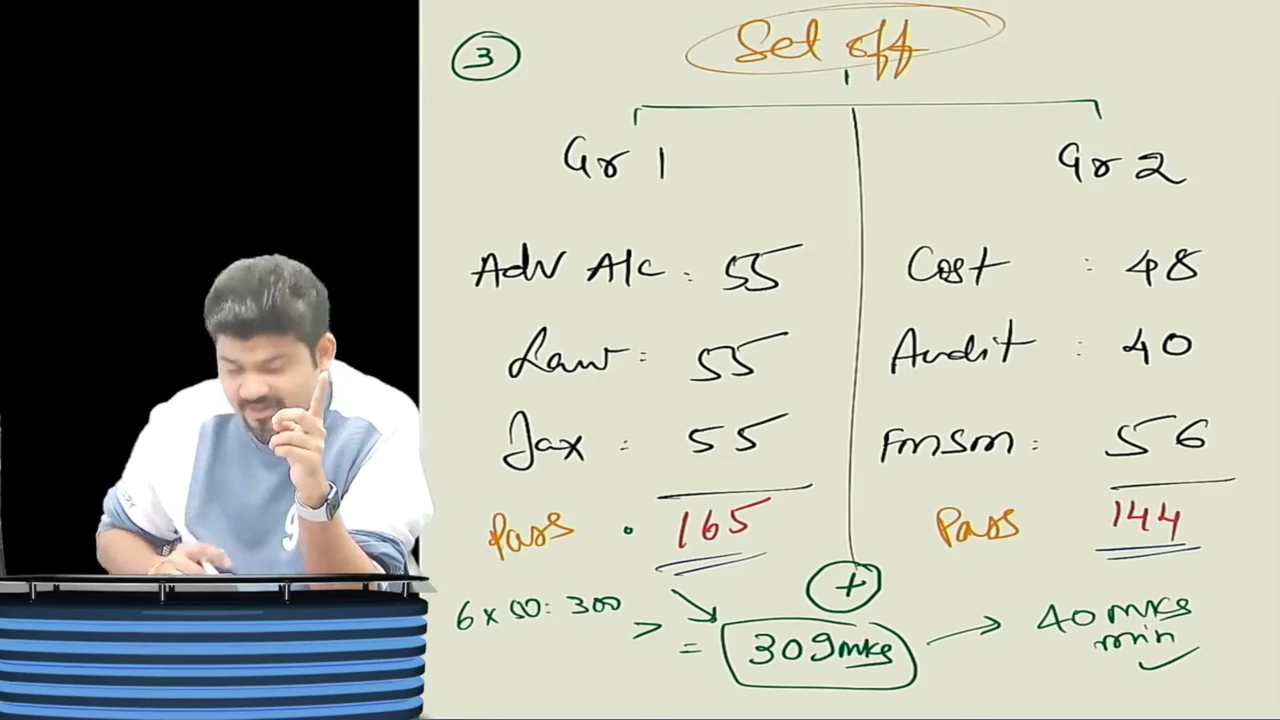 3
Set off
Gr 1
Gr 2
Adv A/c : 55
Cost : 48
Law : 55
Audit : 40
Tax : 55
FMSM : 56
Pass . 165
Pass 144
+
6 x 50: 300 > = 309 mks → 40 mks
min ✓